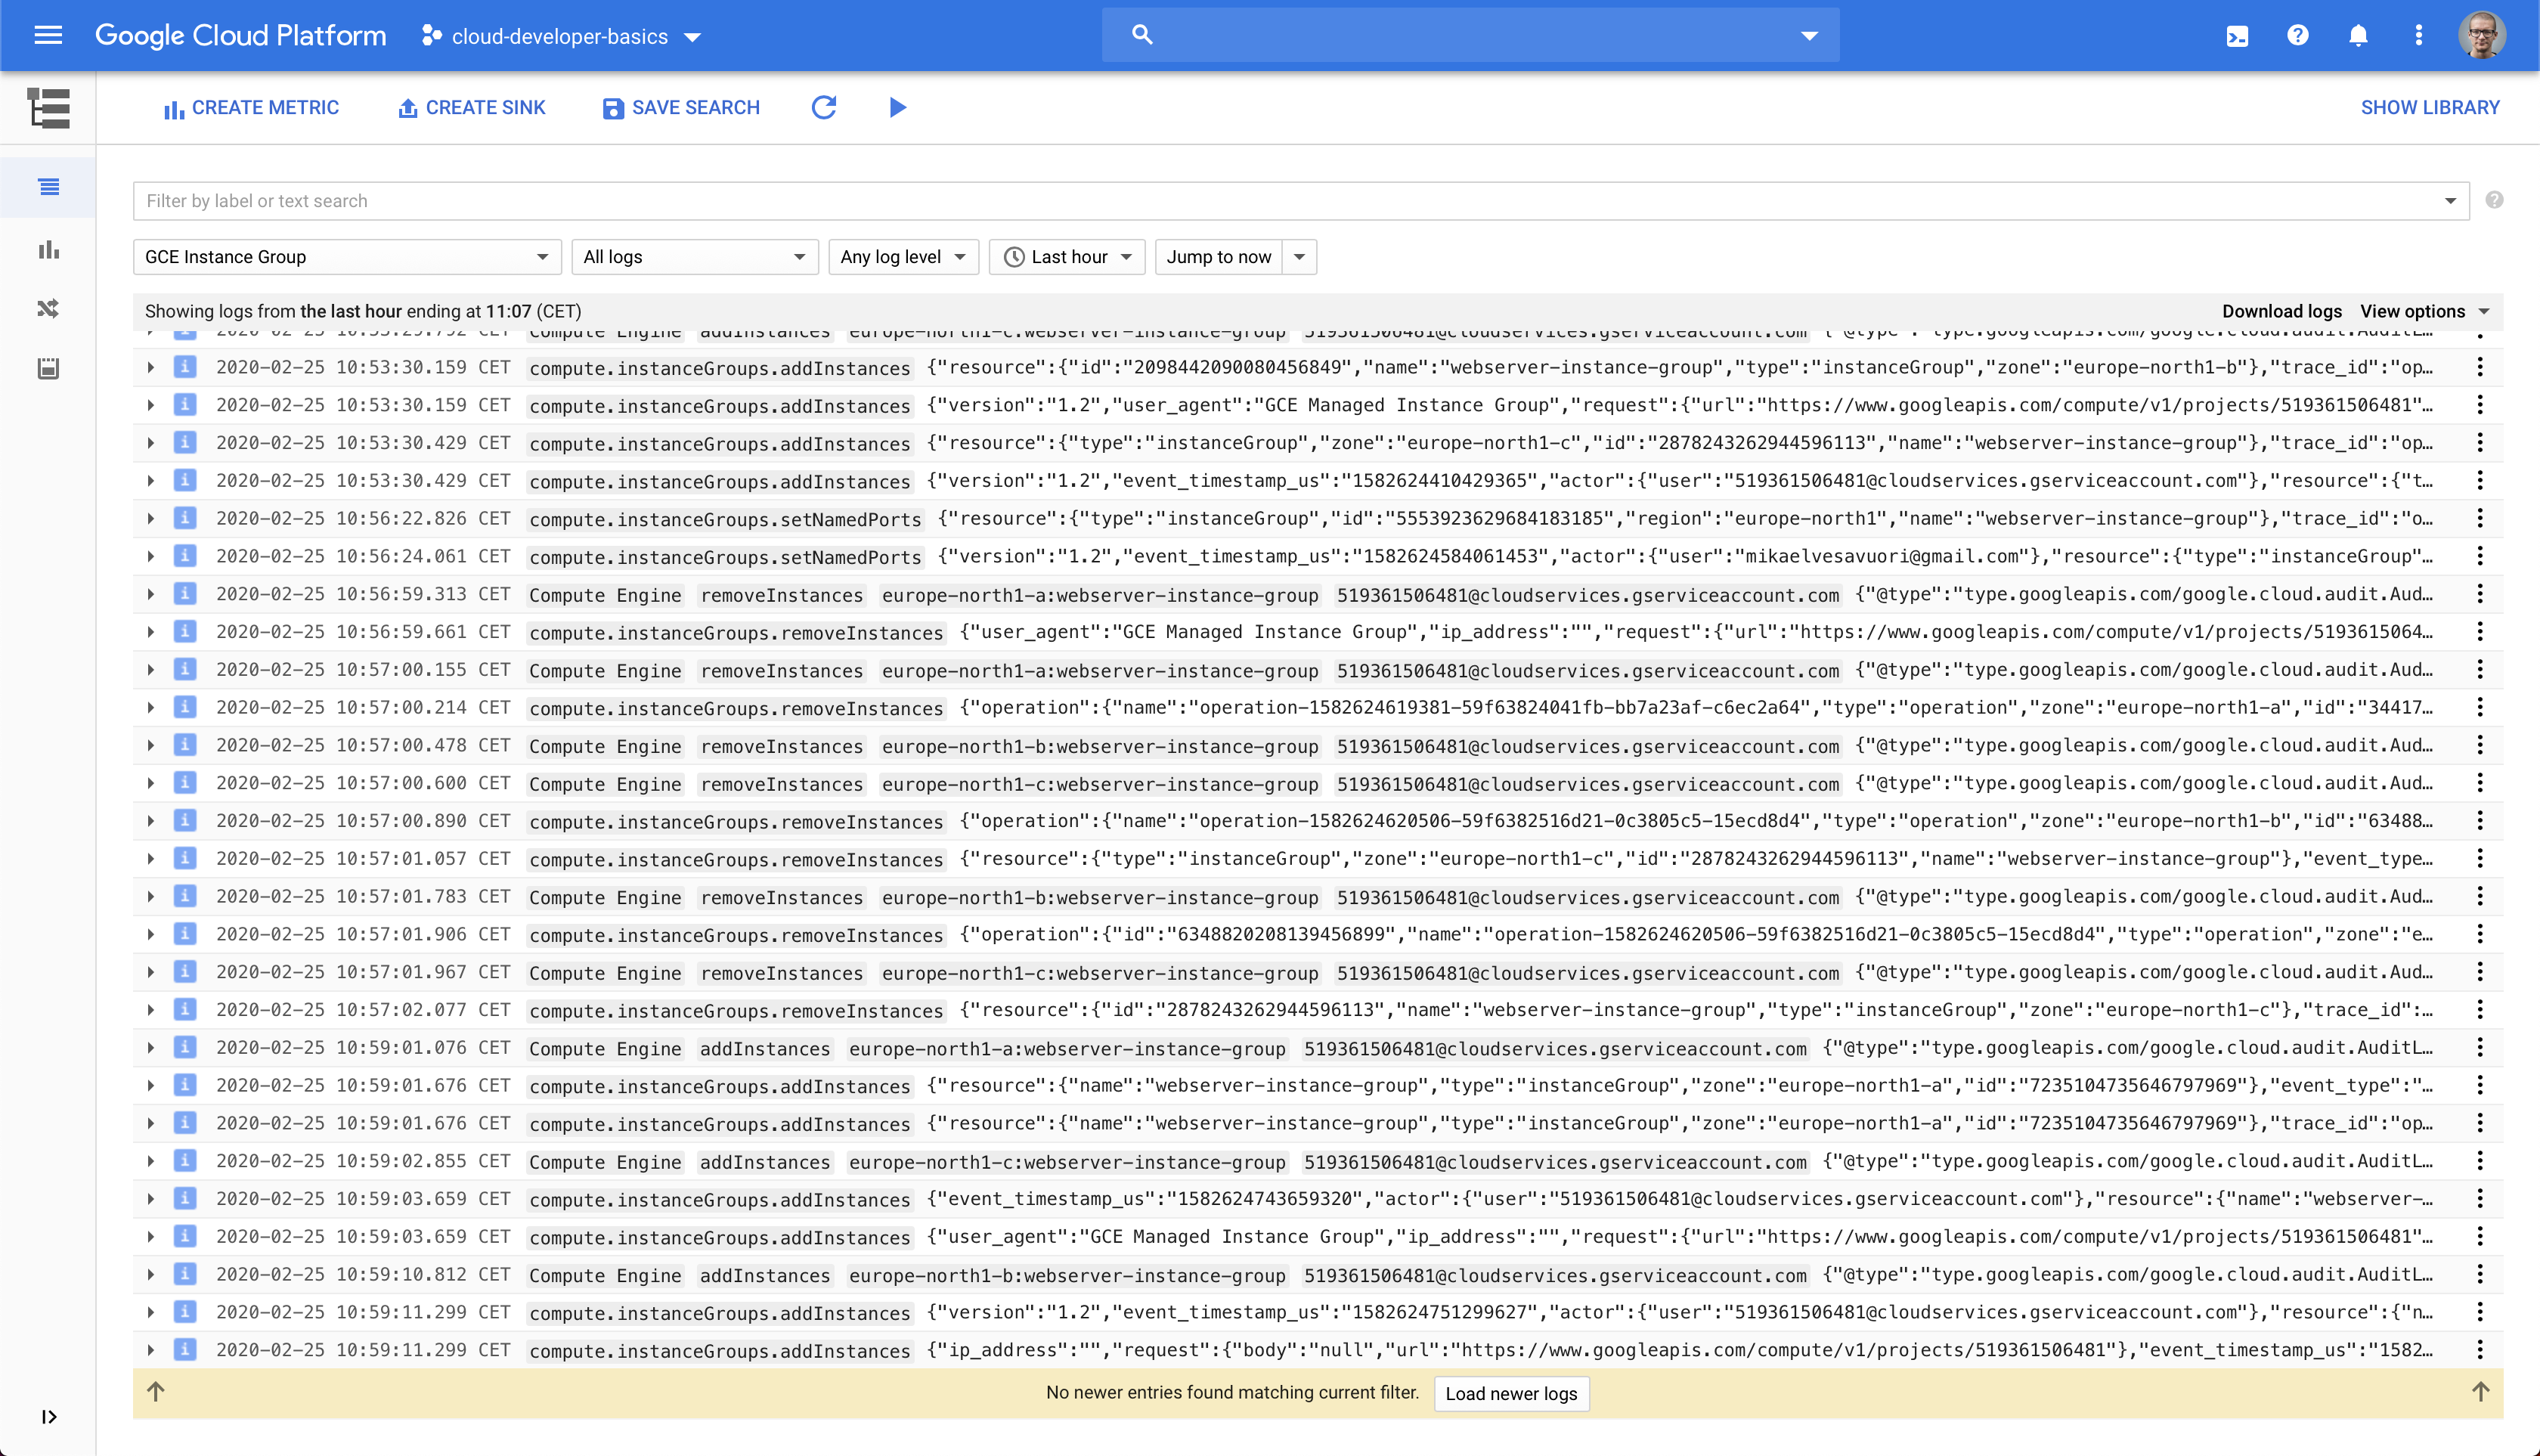 Google Cloud Platform cloud-developer-basics
CREATE METRIC CREATE SINK SAVE SEARCH SHOW LIBRARY
Filter by label or text search
GCE Instance Group All logs Any log level Last hour Jump to now
Showing logs from the last hour ending at 11:07 (CET) Download logs View options
2020-02-25 10:53:29.792 CET Compute Engine addInstances europe-north1-c:webserver-instance-group 519361506481@cloudservices.gserviceaccount.com {"@type":"type.googleapis.com/google.cloud.audit.AuditL…
2020-02-25 10:53:30.159 CET compute.instanceGroups.addInstances {"resource":{"id":"2098442090080456849","name":"webserver-instance-group","type":"instanceGroup","zone":"europe-north1-b"},"trace_id":"op…
2020-02-25 10:53:30.159 CET compute.instanceGroups.addInstances {"version":"1.2","user_agent":"GCE Managed Instance Group","request":{"url":"https://www.googleapis.com/compute/v1/projects/519361506481"…
2020-02-25 10:53:30.429 CET compute.instanceGroups.addInstances {"resource":{"type":"instanceGroup","zone":"europe-north1-c","id":"2878243262944596113","name":"webserver-instance-group"},"trace_id":"op…
2020-02-25 10:53:30.429 CET compute.instanceGroups.addInstances {"version":"1.2","event_timestamp_us":"1582624410429365","actor":{"user":"519361506481@cloudservices.gserviceaccount.com"},"resource":{"t…
2020-02-25 10:56:22.826 CET compute.instanceGroups.setNamedPorts {"resource":{"type":"instanceGroup","id":"5553923629684183185","region":"europe-north1","name":"webserver-instance-group"},"trace_id":"o…
2020-02-25 10:56:24.061 CET compute.instanceGroups.setNamedPorts {"version":"1.2","event_timestamp_us":"1582624584061453","actor":{"user":"mikaelvesavuori@gmail.com"},"resource":{"type":"instanceGroup"…
2020-02-25 10:56:59.313 CET Compute Engine removeInstances europe-north1-a:webserver-instance-group 519361506481@cloudservices.gserviceaccount.com {"@type":"type.googleapis.com/google.cloud.audit.Aud…
2020-02-25 10:56:59.661 CET compute.instanceGroups.removeInstances {"user_agent":"GCE Managed Instance Group","ip_address":"","request":{"url":"https://www.googleapis.com/compute/v1/projects/5193615064…
2020-02-25 10:57:00.155 CET Compute Engine removeInstances europe-north1-a:webserver-instance-group 519361506481@cloudservices.gserviceaccount.com {"@type":"type.googleapis.com/google.cloud.audit.Aud…
2020-02-25 10:57:00.214 CET compute.instanceGroups.removeInstances {"operation":{"name":"operation-1582624619381-59f63824041fb-bb7a23af-c6ec2a64","type":"operation","zone":"europe-north1-a","id":"34417…
2020-02-25 10:57:00.478 CET Compute Engine removeInstances europe-north1-b:webserver-instance-group 519361506481@cloudservices.gserviceaccount.com {"@type":"type.googleapis.com/google.cloud.audit.Aud…
2020-02-25 10:57:00.600 CET Compute Engine removeInstances europe-north1-c:webserver-instance-group 519361506481@cloudservices.gserviceaccount.com {"@type":"type.googleapis.com/google.cloud.audit.Aud…
2020-02-25 10:57:00.890 CET compute.instanceGroups.removeInstances {"operation":{"name":"operation-1582624620506-59f6382516d21-0c3805c5-15ecd8d4","type":"operation","zone":"europe-north1-b","id":"63488…
2020-02-25 10:57:01.057 CET compute.instanceGroups.removeInstances {"resource":{"type":"instanceGroup","zone":"europe-north1-c","id":"2878243262944596113","name":"webserver-instance-group"},"event_type…
2020-02-25 10:57:01.783 CET Compute Engine removeInstances europe-north1-b:webserver-instance-group 519361506481@cloudservices.gserviceaccount.com {"@type":"type.googleapis.com/google.cloud.audit.Aud…
2020-02-25 10:57:01.906 CET compute.instanceGroups.removeInstances {"operation":{"id":"6348820208139456899","name":"operation-1582624620506-59f6382516d21-0c3805c5-15ecd8d4","type":"operation","zone":"e…
2020-02-25 10:57:01.967 CET Compute Engine removeInstances europe-north1-c:webserver-instance-group 519361506481@cloudservices.gserviceaccount.com {"@type":"type.googleapis.com/google.cloud.audit.Aud…
2020-02-25 10:57:02.077 CET compute.instanceGroups.removeInstances {"resource":{"id":"2878243262944596113","name":"webserver-instance-group","type":"instanceGroup","zone":"europe-north1-c"},"trace_id":…
2020-02-25 10:59:01.076 CET Compute Engine addInstances europe-north1-a:webserver-instance-group 519361506481@cloudservices.gserviceaccount.com {"@type":"type.googleapis.com/google.cloud.audit.AuditL…
2020-02-25 10:59:01.676 CET compute.instanceGroups.addInstances {"resource":{"name":"webserver-instance-group","type":"instanceGroup","zone":"europe-north1-a","id":"7235104735646797969"},"event_type":"…
2020-02-25 10:59:01.676 CET compute.instanceGroups.addInstances {"resource":{"name":"webserver-instance-group","type":"instanceGroup","zone":"europe-north1-a","id":"7235104735646797969"},"trace_id":"op…
2020-02-25 10:59:02.855 CET Compute Engine addInstances europe-north1-c:webserver-instance-group 519361506481@cloudservices.gserviceaccount.com {"@type":"type.googleapis.com/google.cloud.audit.AuditL…
2020-02-25 10:59:03.659 CET compute.instanceGroups.addInstances {"event_timestamp_us":"1582624743659320","actor":{"user":"519361506481@cloudservices.gserviceaccount.com"},"resource":{"name":"webserver-…
2020-02-25 10:59:03.659 CET compute.instanceGroups.addInstances {"user_agent":"GCE Managed Instance Group","ip_address":"","request":{"url":"https://www.googleapis.com/compute/v1/projects/519361506481"…
2020-02-25 10:59:10.812 CET Compute Engine addInstances europe-north1-b:webserver-instance-group 519361506481@cloudservices.gserviceaccount.com {"@type":"type.googleapis.com/google.cloud.audit.AuditL…
2020-02-25 10:59:11.299 CET compute.instanceGroups.addInstances {"version":"1.2","event_timestamp_us":"1582624751299627","actor":{"user":"519361506481@cloudservices.gserviceaccount.com"},"resource":{"n…
2020-02-25 10:59:11.299 CET compute.instanceGroups.addInstances {"ip_address":"","request":{"body":"null","url":"https://www.googleapis.com/compute/v1/projects/519361506481"},"event_timestamp_us":"1582…
No newer entries found matching current filter. Load newer logs